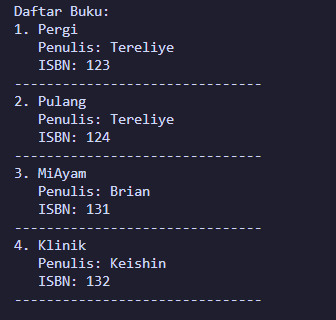 Daftar Buku:
1. Pergi
   Penulis: Tereliye
   ISBN: 123
-------------------------------
2. Pulang
   Penulis: Tereliye
   ISBN: 124
-------------------------------
3. MiAyam
   Penulis: Brian
   ISBN: 131
-------------------------------
4. Klinik
   Penulis: Keishin
   ISBN: 132
-------------------------------